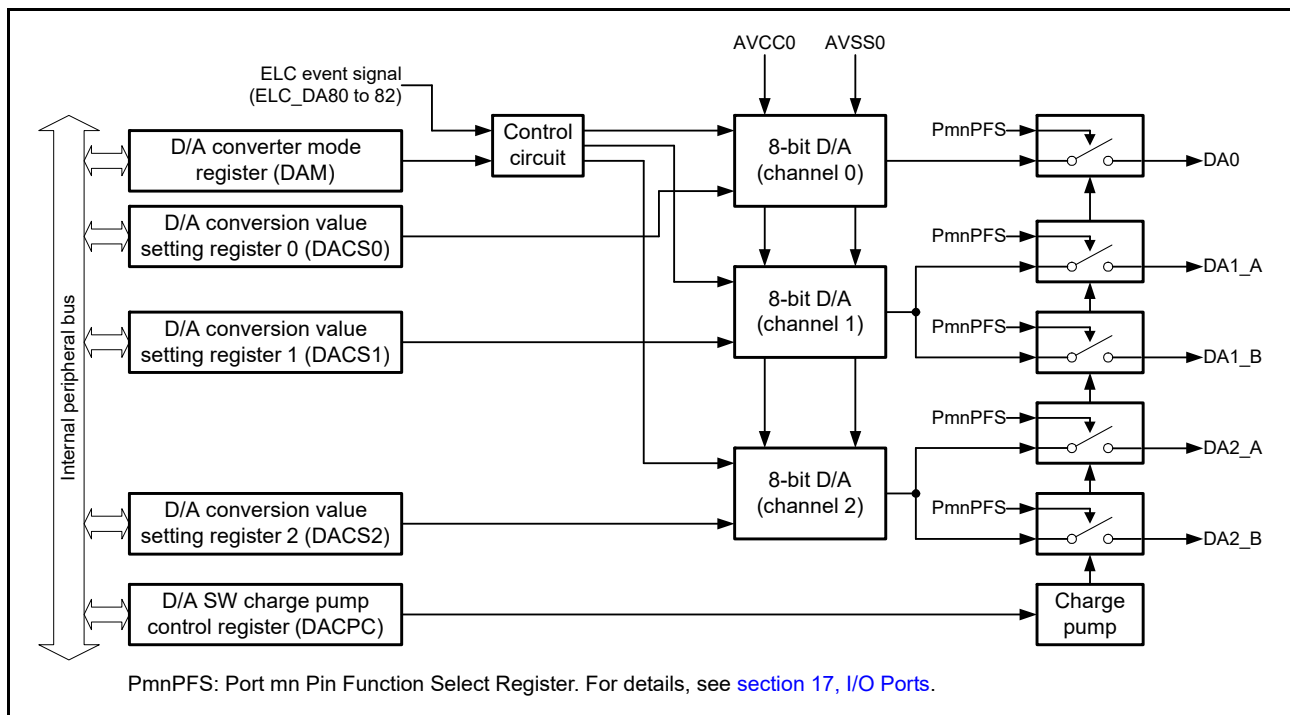 AVCC0 AVSS0
ELC event signal
(ELC_DA80 to 82)
Internal peripheral bus
D/A converter mode
register (DAM)
Control
circuit
8-bit D/A
(channel 0)
PmnPFS
DA0
D/A conversion value
setting register 0 (DACS0)
PmnPFS
DA1_A
D/A conversion value
setting register 1 (DACS1)
8-bit D/A
(channel 1)
PmnPFS
DA1_B
PmnPFS
DA2_A
D/A conversion value
setting register 2 (DACS2)
8-bit D/A
(channel 2)
PmnPFS
DA2_B
D/A SW charge pump
control register (DACPC)
Charge
pump
PmnPFS: Port mn Pin Function Select Register. For details, see section 17, I/O Ports.